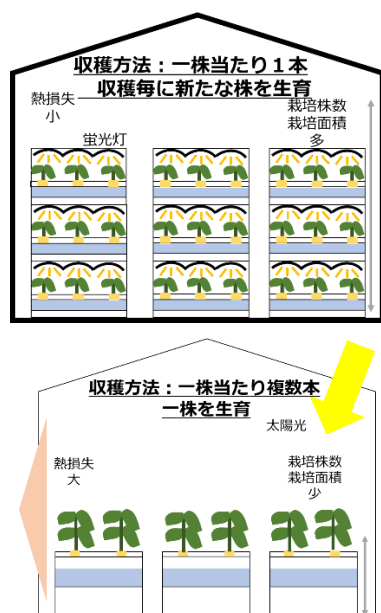 収穫方法：一株当たり１本
収穫毎に新たな株を生育
熱損失
小
蛍光灯
栽培株数
栽培面積
多
収穫方法：一株当たり複数本
一株を生育
太陽光
熱損失
大
栽培株数
栽培面積
少